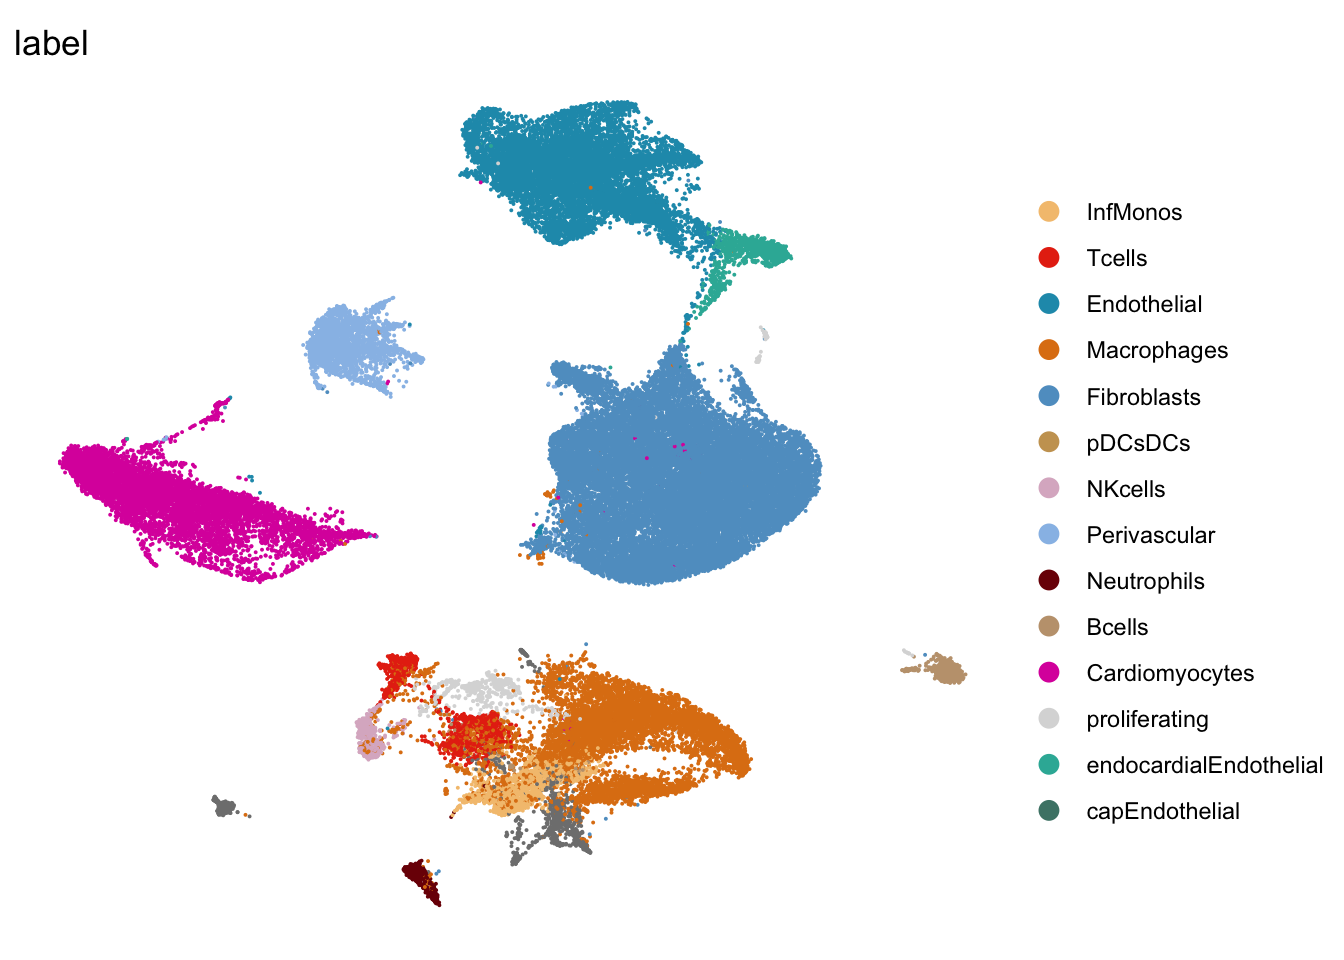 label
InfMonos
Tcells
Endothelial
Macrophages
Fibroblasts
pDCsDCs
NKcells
Perivascular
Neutrophils
Bcells
Cardiomyocytes
proliferating
endocardialEndothelial
capEndothelial